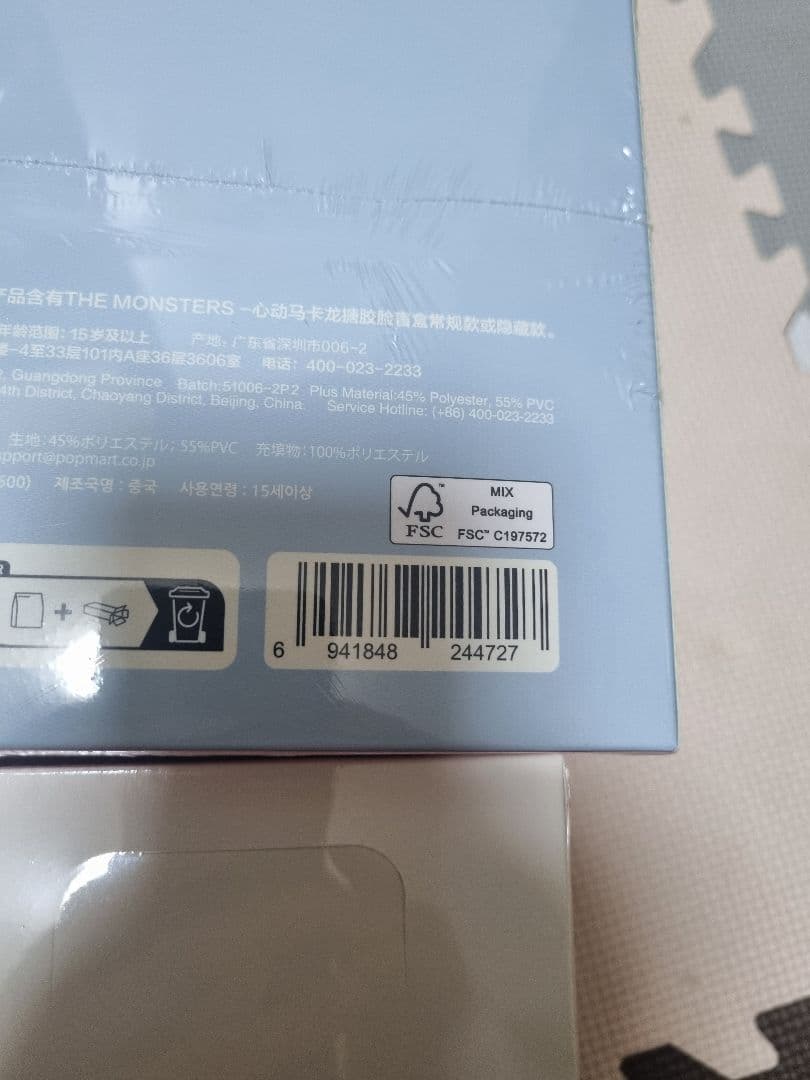 品含有THE MONSTERS -心动马卡龙搪胶脸盲盒常规款或隐藏款。
年龄范围: 15岁及以上 产地: 广东省深圳市006-2
-4至33层101内A座36层3606室 电话: 400-023-2233
Guangdong Province Batch:51006-2P.2 Plus Material:45% Polyester, 55% PVC
4th District, Chaoyang District, Beijing, China. Service Hotline: (+86) 400-023-2233
生地: 45%ポリエステル; 55%PVC 充填物: 100%ポリエステル
pport@popmart.co.jp
600) 제조국명 : 중국 사용연령 : 15세이상
FSC™
FSC
MIX
Packaging
FSC™ C197572
6 941848 244727